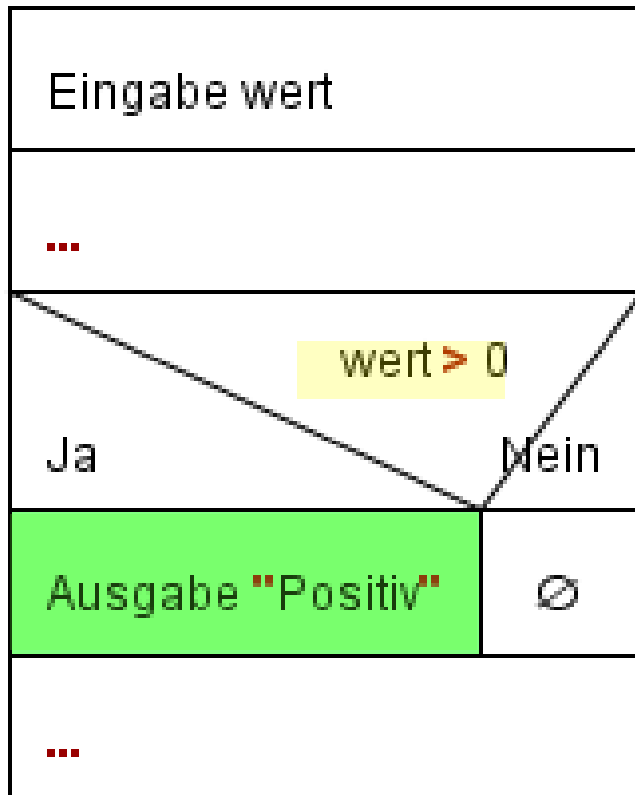 Eingabe wert
...
wert > 0
Ja Nein
Ausgabe "Positiv" ∅
...